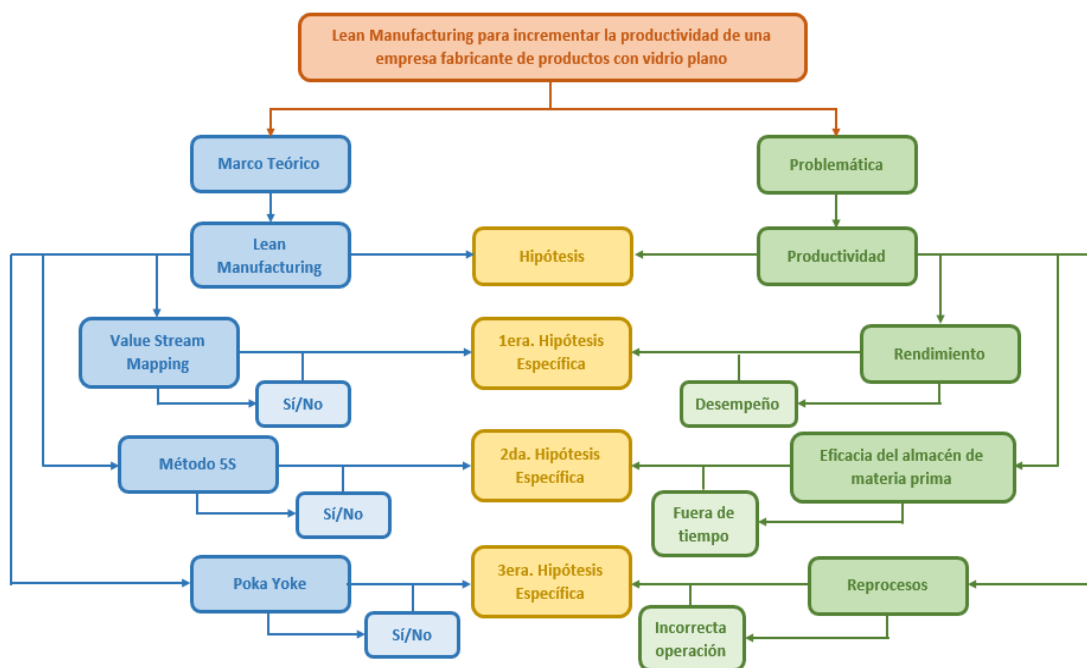 Lean Manufacturing para incrementar la productividad de una
empresa fabricante de productos con vidrio plano
Marco Teórico
Problemática
Lean
Manufacturing
Hipótesis
Productividad
Value Stream
Mapping
1era. Hipótesis
Específica
Rendimiento
Sí/No
Desempeño
Método 5S
2da. Hipótesis
Específica
Eficacia del almacén de
materia prima
Sí/No
Fuera de
tiempo
Poka Yoke
3era. Hipótesis
Específica
Reprocesos
Sí/No
Incorrecta
operación